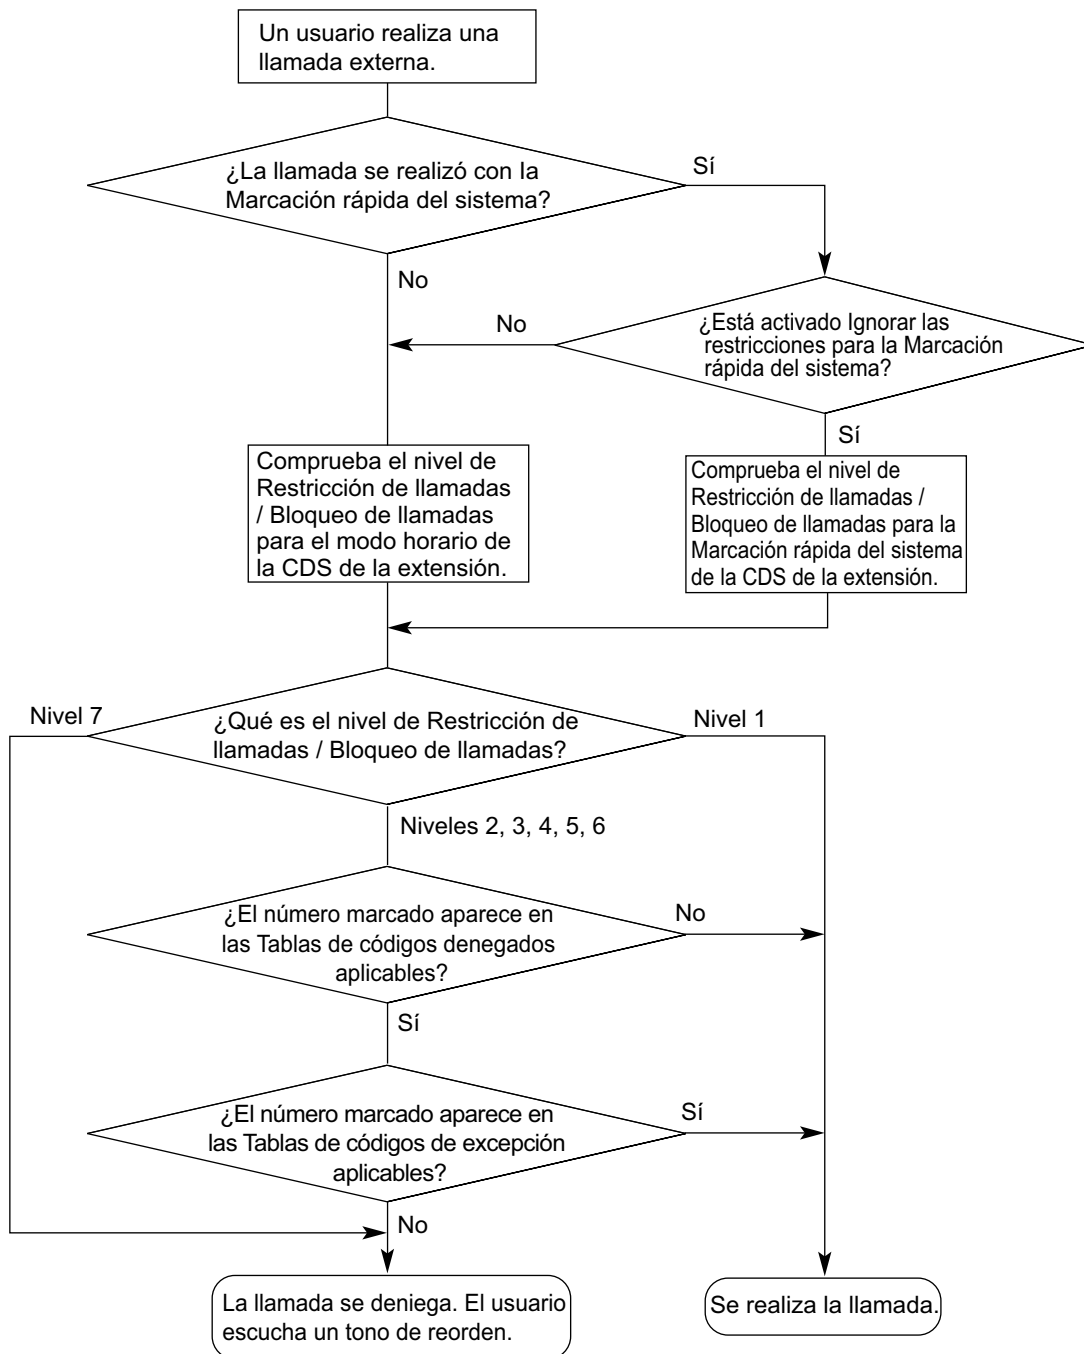 Un usuario realiza una
llamada externa.
¿La llamada se realizó con la
Marcación rápida del sistema?
Sí
No
¿Está activado Ignorar las
restricciones para la Marcación
rápida del sistema?
No
Sí
Comprueba el nivel de
Restricción de llamadas
/ Bloqueo de llamadas
para el modo horario de
la CDS de la extensión.
Comprueba el nivel de
Restricción de llamadas /
Bloqueo de llamadas para la
Marcación rápida del sistema
de la CDS de la extensión.
Nivel 7
¿Qué es el nivel de Restricción de
llamadas / Bloqueo de llamadas?
Nivel 1
Niveles 2, 3, 4, 5, 6
¿El número marcado aparece en
las Tablas de códigos denegados
aplicables?
No
Sí
¿El número marcado aparece en
las Tablas de códigos de excepción
aplicables?
Sí
No
La llamada se deniega. El usuario
escucha un tono de reorden.
Se realiza la llamada.